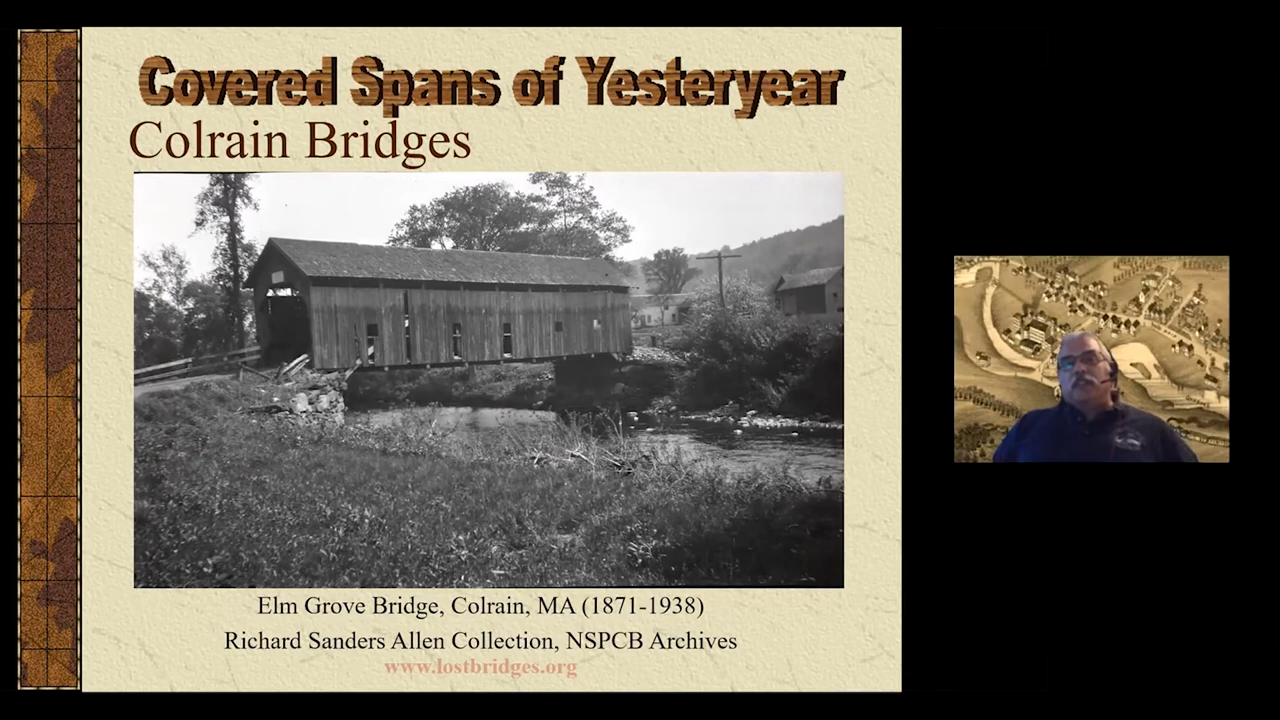 Covered Spans of Yesteryear
Colrain Bridges
Elm Grove Bridge, Colrain, MA (1871-1938)
Richard Sanders Allen Collection, NSPCB Archives
www.lostbridges.org